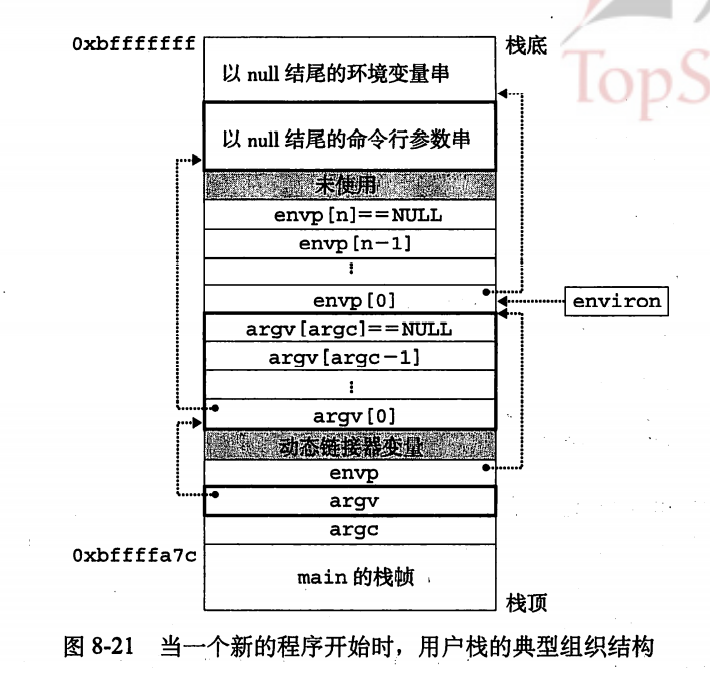 TopS
0xbfffffff
栈底
以 null 结尾的环境变量串
以 null 结尾的命令行参数串
未使用
envp[n]==NULL
envp[n-1]
⋮
envp[0]
environ
argv[argc]==NULL
argv[argc-1]
⋮
argv[0]
动态链接器变量
envp
argv
argc
0xbffffa7c
main 的栈帧
栈顶
图 8-21 当一个新的程序开始时，用户栈的典型组织结构